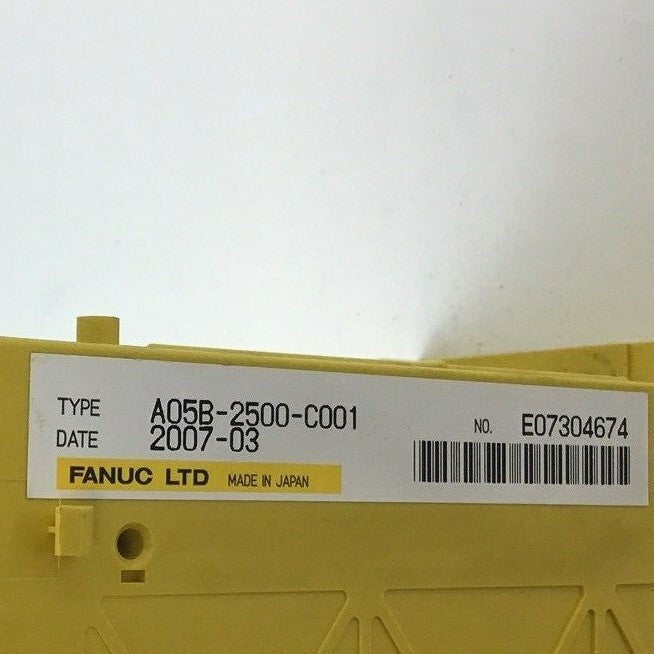 TYPE A05B-2500-C001
DATE 2007-03
FANUC LTD MADE IN JAPAN
NO. E07304674